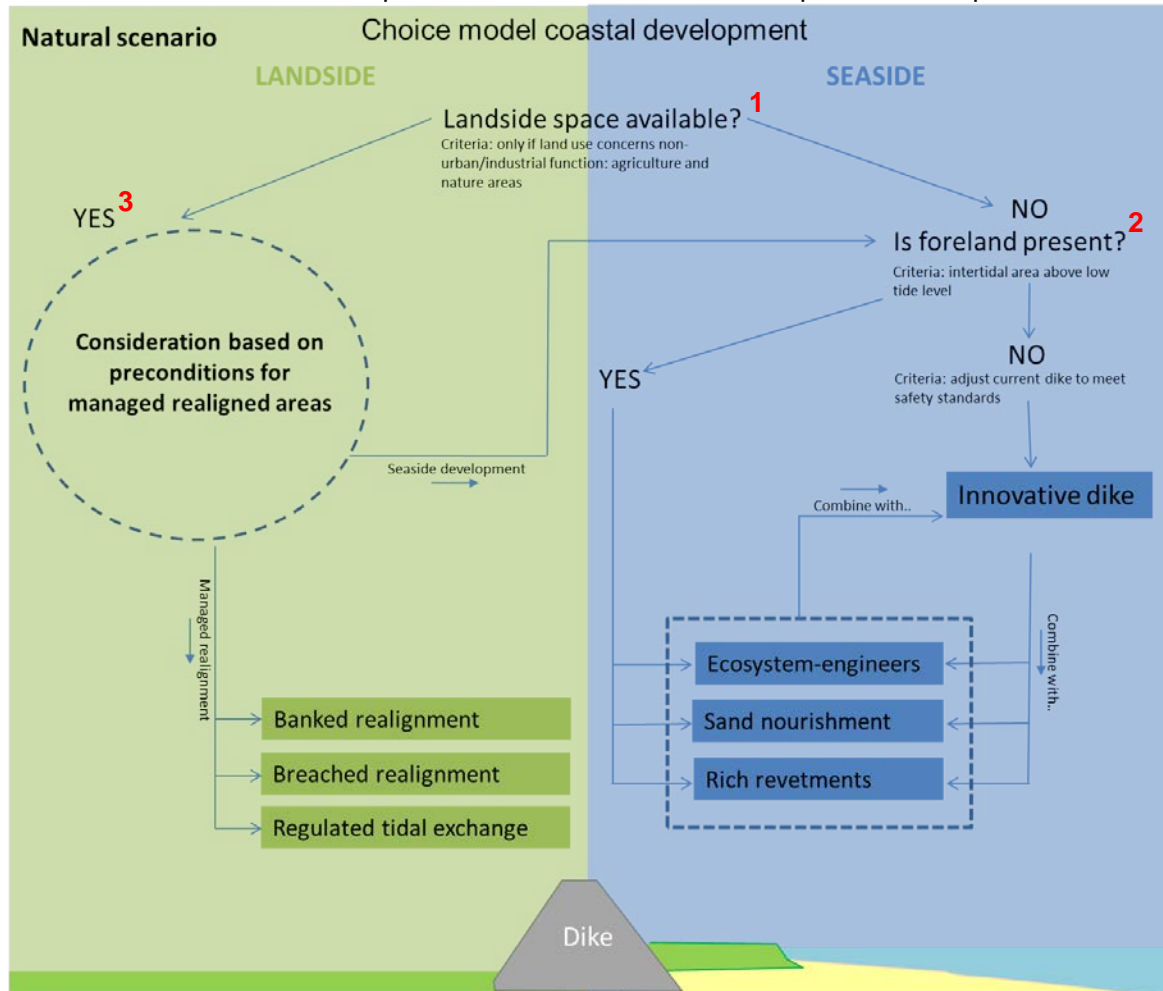 Natural scenario
Choice model coastal development
LANDSIDE
SEASIDE
Landside space available? 1
Criteria: only if land use concerns non-
urban/industrial function: agriculture and
nature areas
YES 3
NO
Is foreland present? 2
Criteria: intertidal area above low
tide level
Consideration based on
preconditions for
managed realigned areas
YES
NO
Criteria: adjust current dike to meet
safety standards
Seaside development
Combine with..
Innovative dike
Managed realignment
Combine with..
Ecosystem-engineers
Sand nourishment
Rich revetments
Banked realignment
Breached realignment
Regulated tidal exchange
Dike